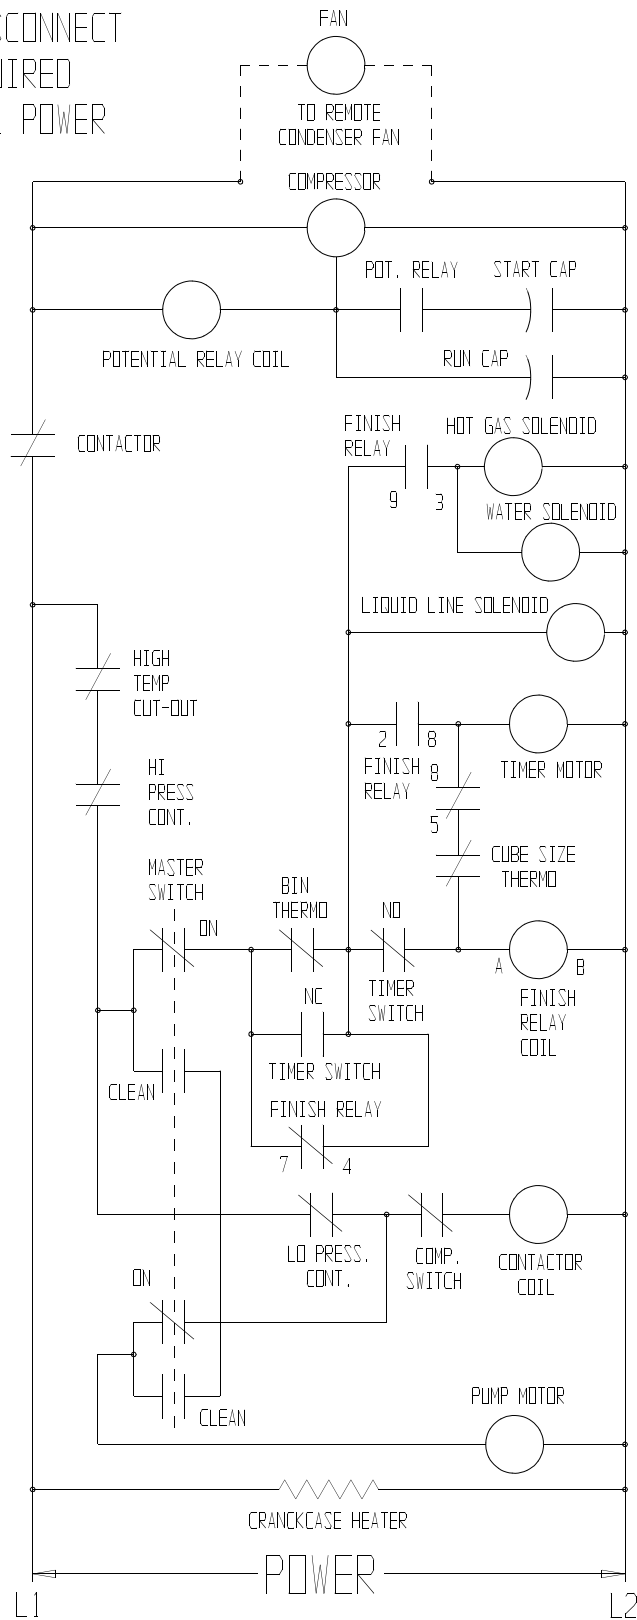 CONNECT
POWER
FAN
TO REMOTE
CONDENSER FAN
COMPRESSOR
POT. RELAY
START CAP
POTENTIAL RELAY COIL
RUN CAP
CONTACTOR
FINISH
RELAY
9
3
HOT GAS SOLENOID
WATER SOLENOID
LIQUID LINE SOLENOID
HIGH
TEMP
CUT-OUT
2
8
FINISH
RELAY
TIMER MOTOR
8
5
HI
PRESS
CONT.
CUBE SIZE
THERMO
MASTER
SWITCH
ON
BIN
THERMO
NO
TIMER
SWITCH
A
B
FINISH
RELAY
COIL
NC
TIMER SWITCH
CLEAN
FINISH RELAY
7
4
LO PRESS.
CONT.
COMP.
SWITCH
CONTACTOR
COIL
ON
CLEAN
PUMP MOTOR
CRANCKCASE HEATER
POWER
L1
L2